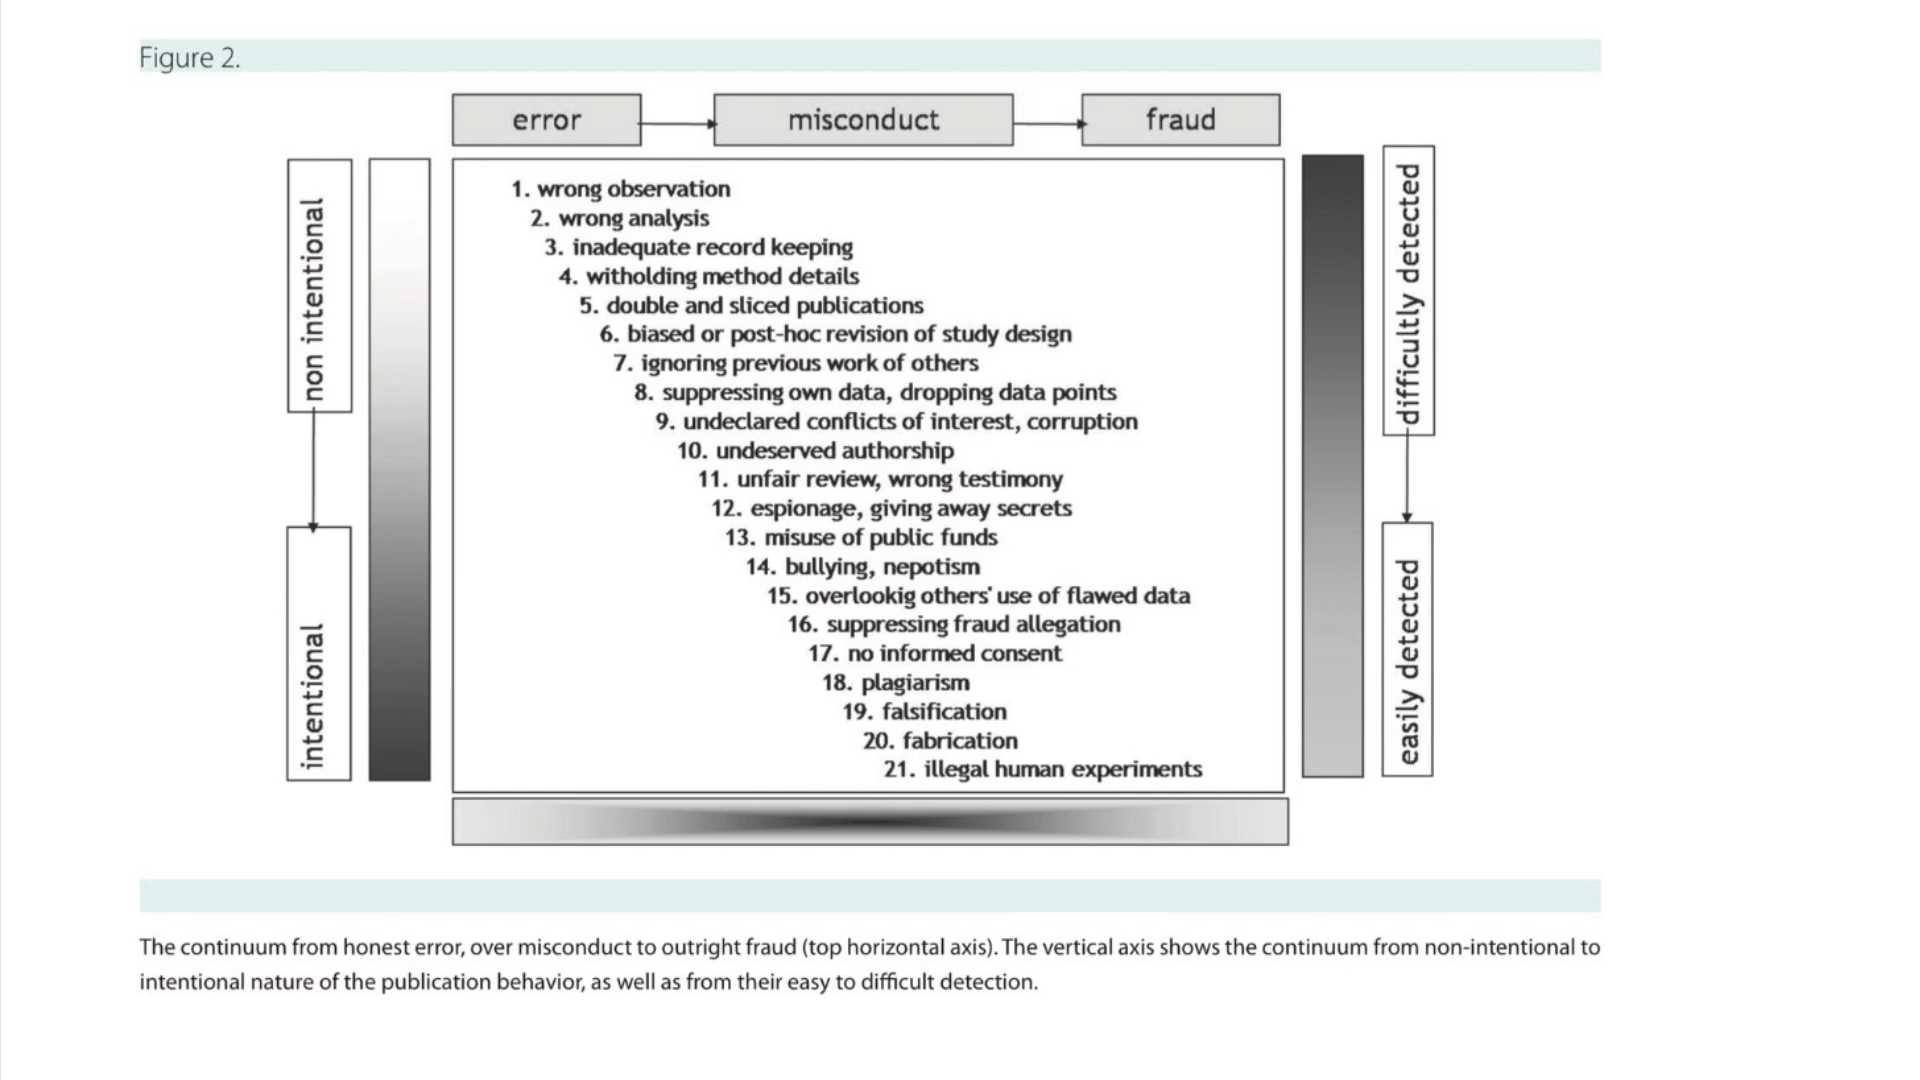 Figure 2.
error
misconduct
fraud
non intentional
intentional
1. wrong observation
2. wrong analysis
3. inadequate record keeping
4. witholding method details
5. double and sliced publications
6. biased or post-hoc revision of study design
7. ignoring previous work of others
8. suppressing own data, dropping data points
9. undeclared conflicts of interest, corruption
10. undeserved authorship
11. unfair review, wrong testimony
12. espionage, giving away secrets
13. misuse of public funds
14. bullying, nepotism
15. overlookig others' use of flawed data
16. suppressing fraud allegation
17. no informed consent
18. plagiarism
19. falsification
20. fabrication
21. illegal human experiments
difficultly detected
easily detected
The continuum from honest error, over misconduct to outright fraud (top horizontal axis). The vertical axis shows the continuum from non-intentional to
intentional nature of the publication behavior, as well as from their easy to difficult detection.